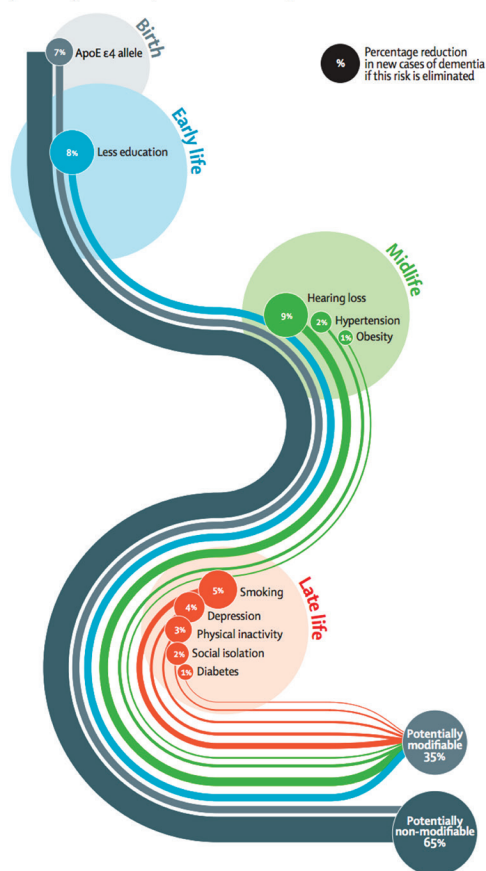 Birth
7%
ApoE ε4 allele
%
Percentage reduction
in new cases of dementia
if this risk is eliminated
Early life
8%
Less education
Midlife
Hearing loss
9%
2%
Hypertension
1%
Obesity
Late life
5%
Smoking
4%
Depression
3%
Physical inactivity
2%
Social isolation
1%
Diabetes
Potentially
modifiable
35%
Potentially
non-modifiable
65%